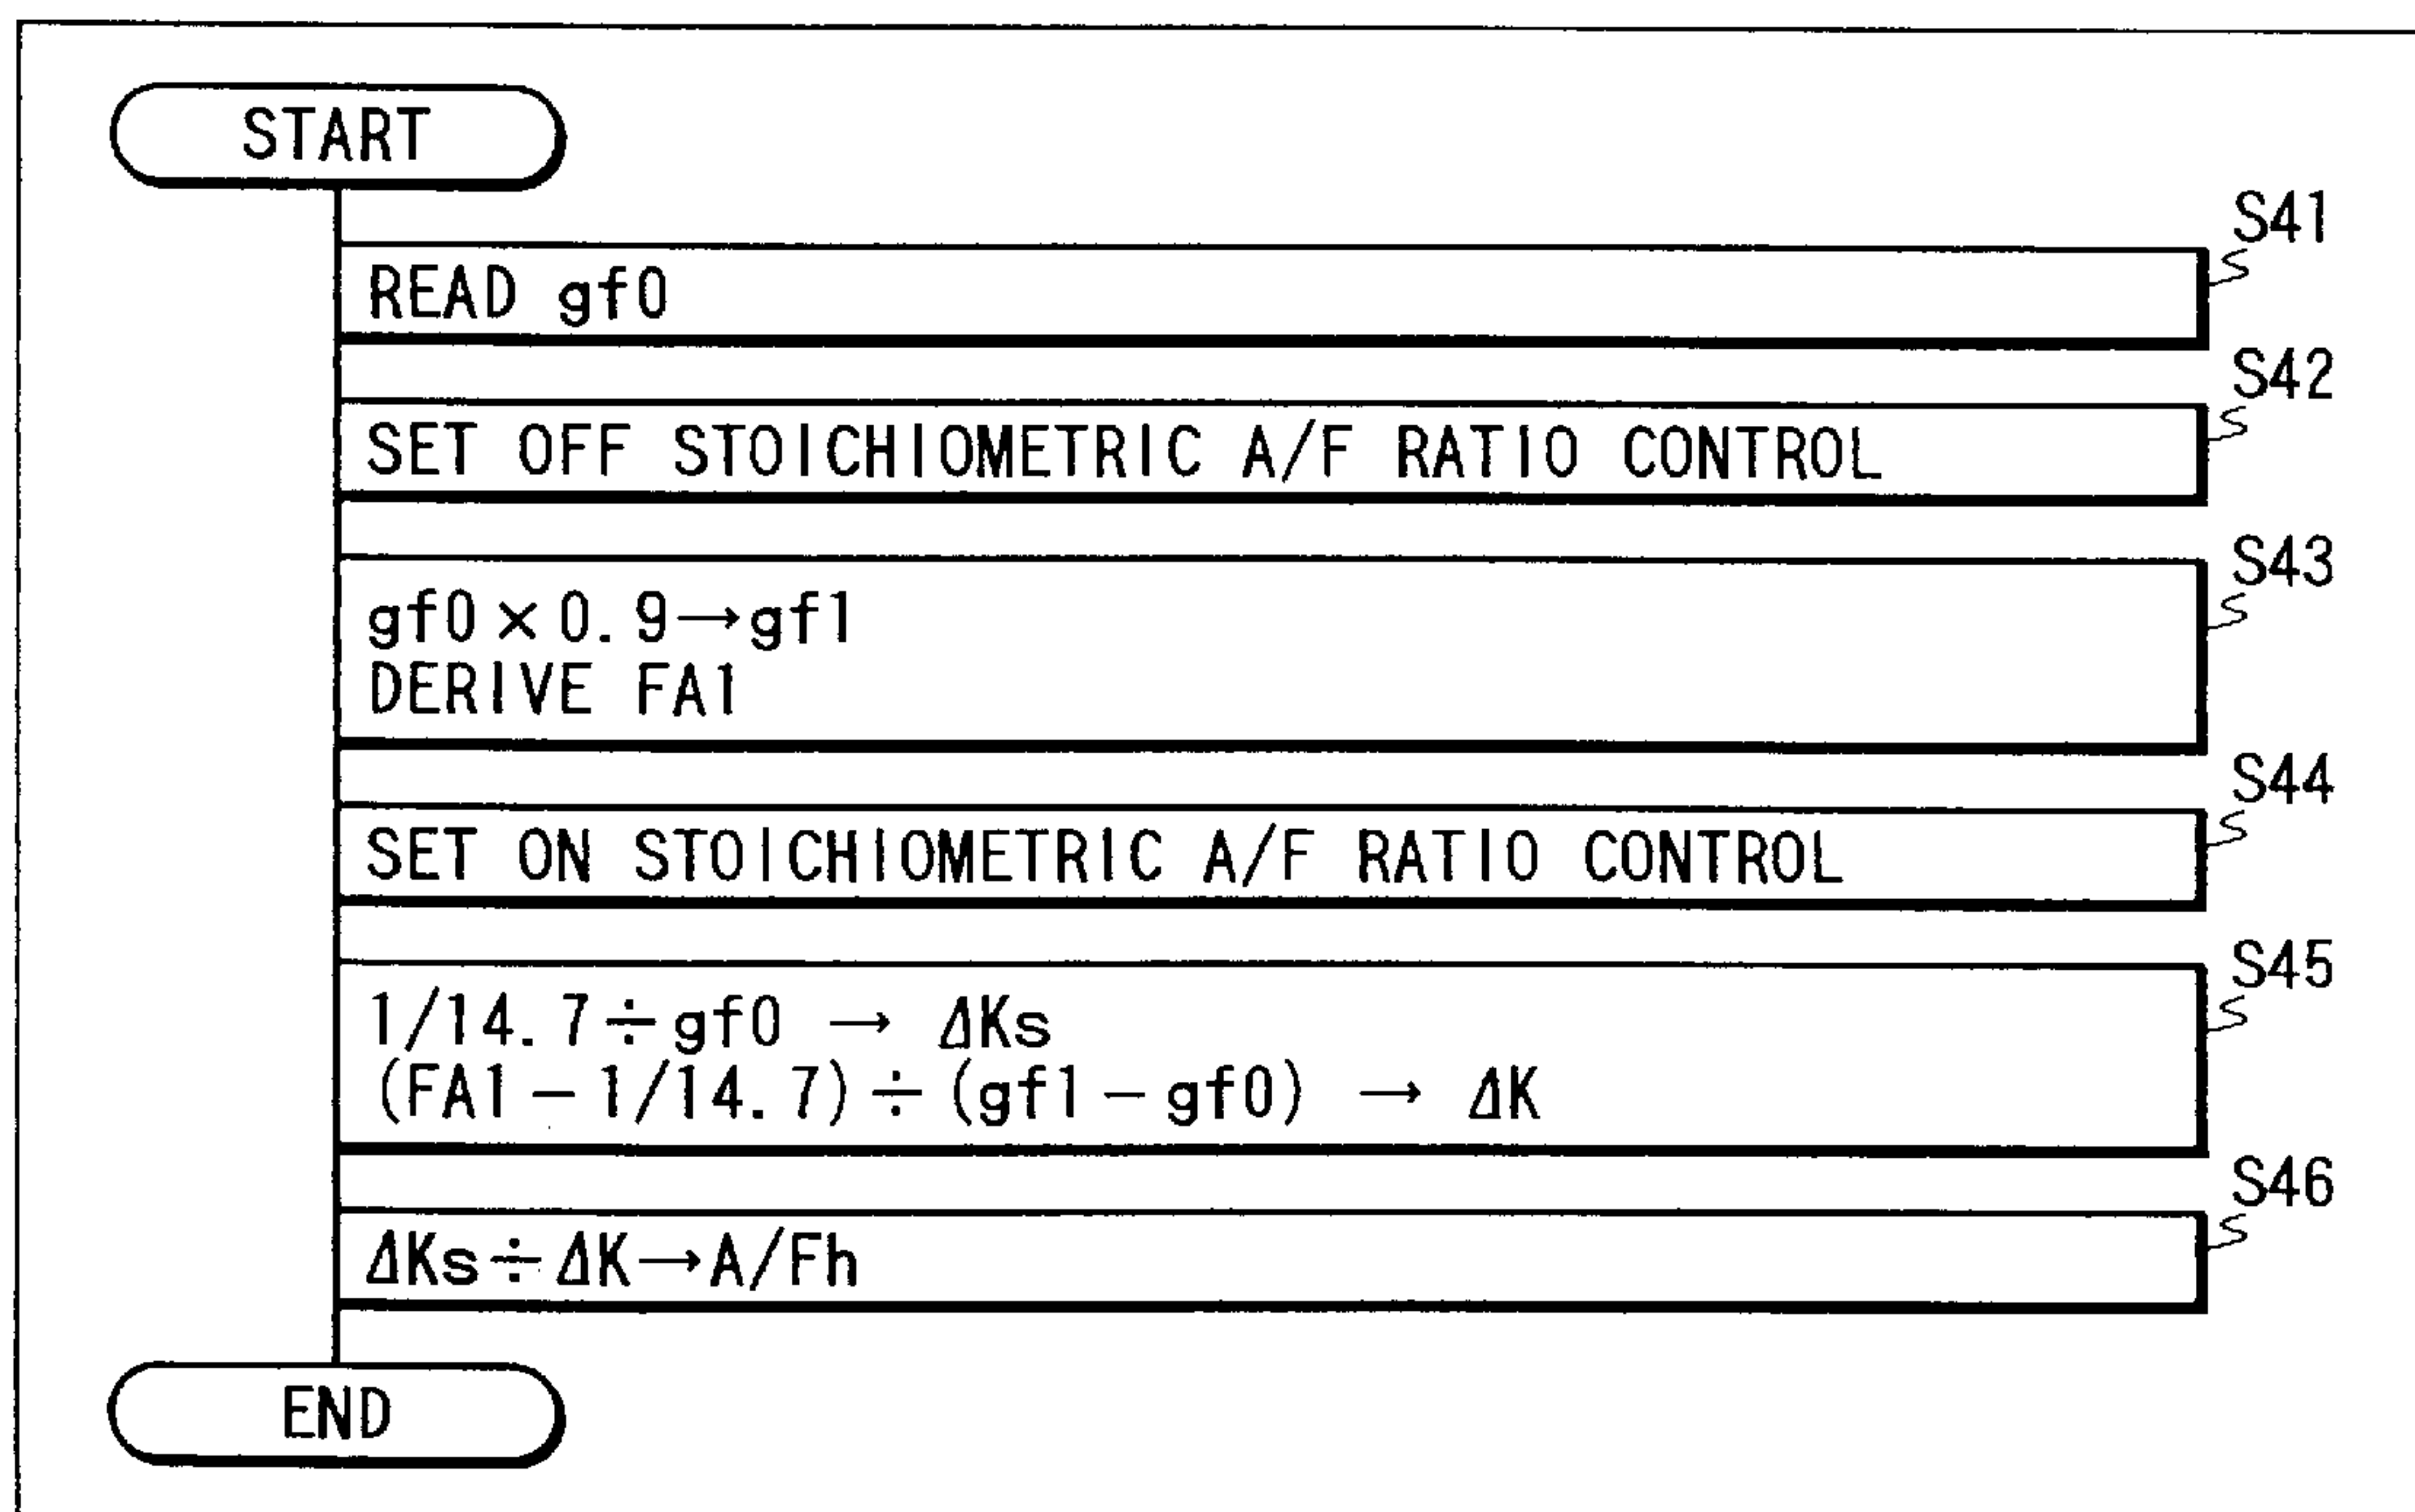 START
S41
READ gf0
S42
SET OFF STOICHIOMETRIC A/F RATIO CONTROL
S43
gf0×0.9→gf1
DERIVE FA1
S44
SET ON STOICHIOMETRIC A/F RATIO CONTROL
S45
1/14.7÷gf0 → ΔKs
(FA1－1/14.7)÷(gf1－gf0) → ΔK
S46
ΔKs÷ΔK→A/Fh
END